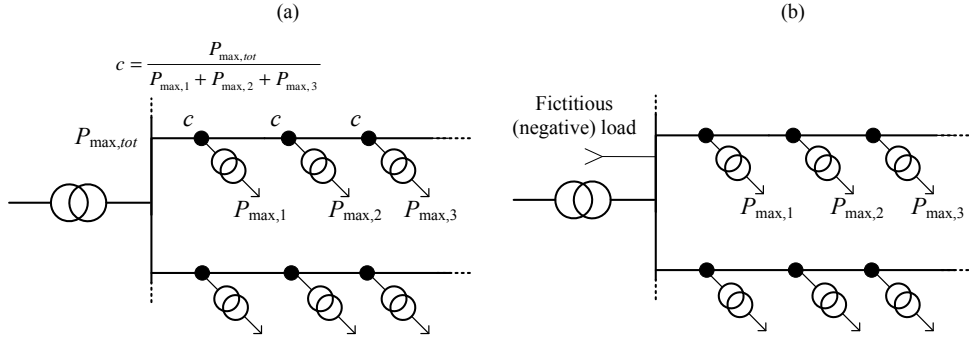 (a)
(b)
c = P_max,tot / (P_max,1 + P_max,2 + P_max,3)
Fictitious
(negative) load
P_max,tot
c c c
P_max,1 P_max,2 P_max,3
P_max,1 P_max,2 P_max,3